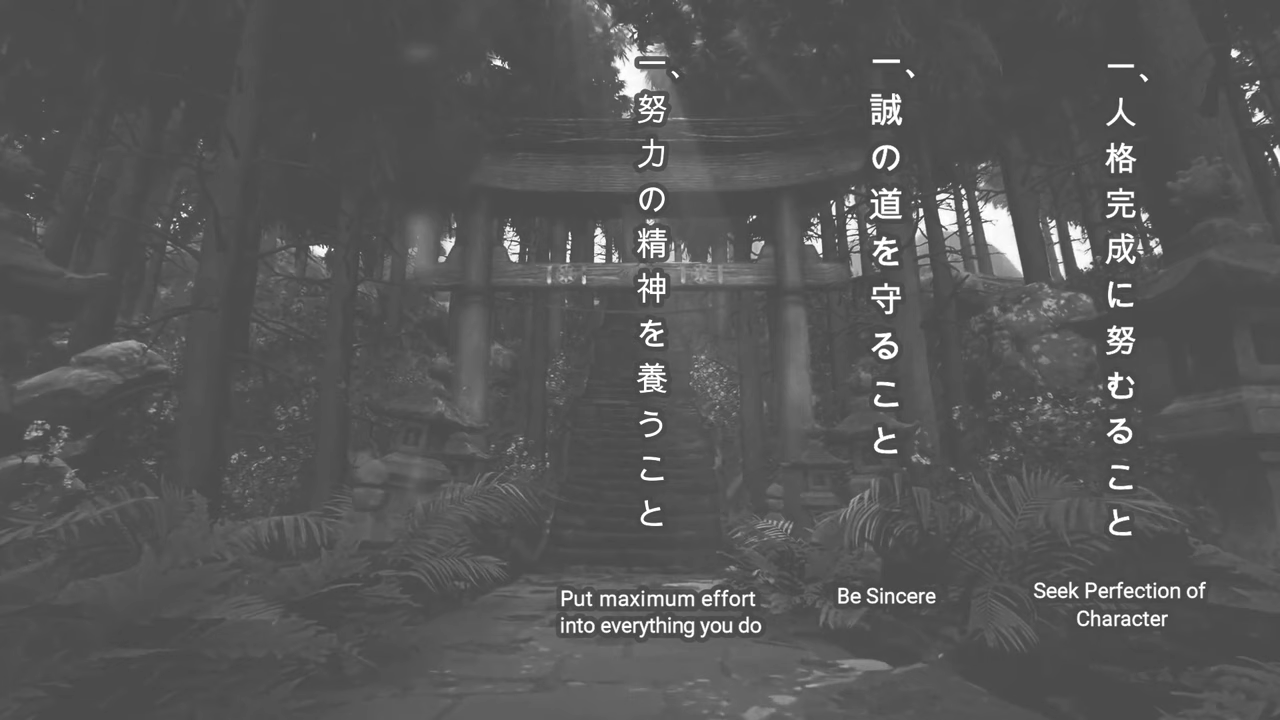 一、人格完成に努むること
一、誠の道を守ること
一、努力の精神を養うこと
Seek Perfection of
Character
Be Sincere
Put maximum effort
into everything you do